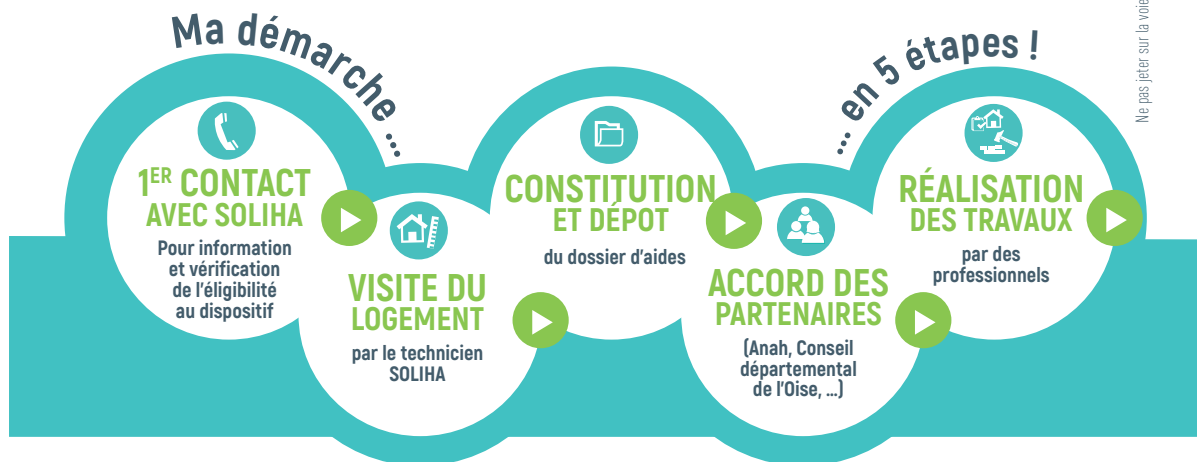 Ma démarche ...
... en 5 étapes !
1ER CONTACT
AVEC SOLIHA
Pour information
et vérification
de l'éligibilité
au dispositif
VISITE DU
LOGEMENT
par le technicien
SOLIHA
CONSTITUTION
ET DÉPOT
du dossier d'aides
ACCORD DES
PARTENAIRES
(Anah, Conseil
départemental
de l'Oise, ...)
RÉALISATION
DES TRAVAUX
par des
professionnels
Ne pas jeter sur la voie